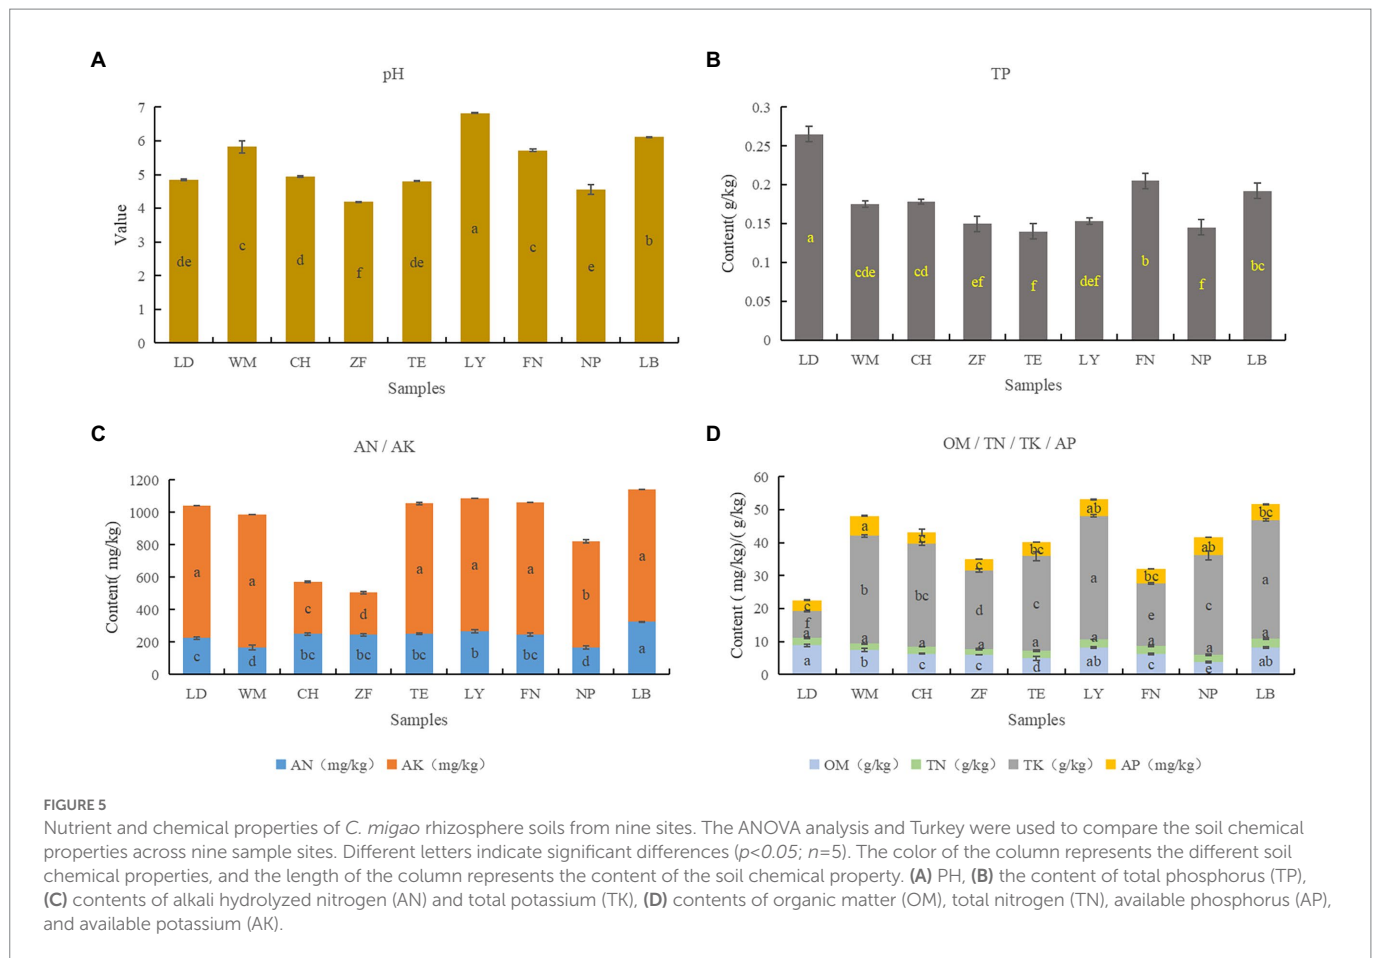 A
pH
Value
7
6
5
4
3
2
1
0
de
c
d
f
de
a
c
e
b
LD WM CH ZF TE LY FN NP LB
Samples
B
TP
Content( g/kg)
0.3
0.25
0.2
0.15
0.1
0.05
0
a
cde
cd
ef
f
def
b
f
bc
LD WM CH ZF TE LY FN NP LB
Samples
C
AN / AK
Content( mg/kg)
1200
1000
800
600
400
200
0
a a c d a a a b a
c d bc bc bc b bc d a
LD WM CH ZF TE LY FN NP LB
Samples
AN（mg/kg） AK（mg/kg）
D
OM / TN / TK / AP
Content ( mg/kg)/( g/kg)
60
50
40
30
20
10
0
c a c bc ab bc ab bc
f b bc d c a e c a
a a a a a a a a a
a b c c d ab c e ab
LD WM CH ZF TE LY FN NP LB
Samples
OM（g/kg） TN（g/kg） TK（g/kg） AP（mg/kg）
FIGURE 5
Nutrient and chemical properties of C. migao rhizosphere soils from nine sites. The ANOVA analysis and Turkey were used to compare the soil chemical
properties across nine sample sites. Different letters indicate significant differences (p<0.05; n=5). The color of the column represents the different soil
chemical properties, and the length of the column represents the content of the soil chemical property. (A) PH, (B) the content of total phosphorus (TP),
(C) contents of alkali hydrolyzed nitrogen (AN) and total potassium (TK), (D) contents of organic matter (OM), total nitrogen (TN), available phosphorus (AP),
and available potassium (AK).